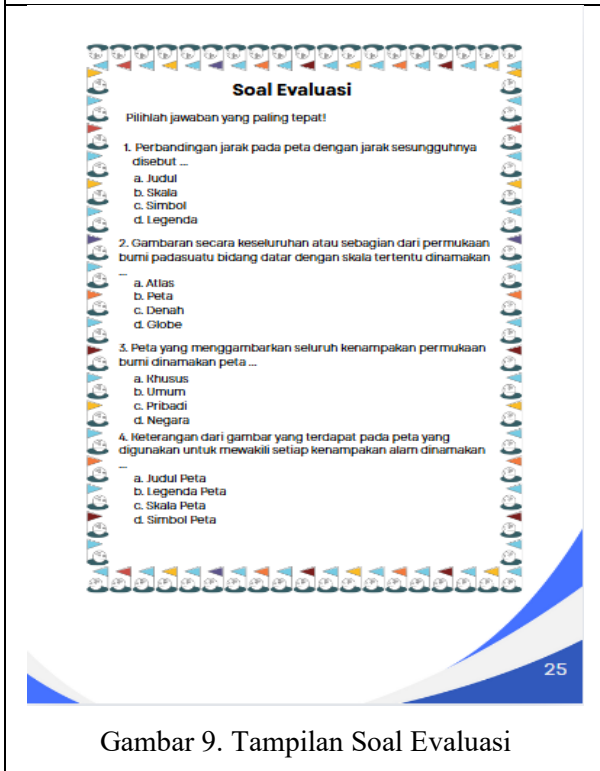 Soal Evaluasi
Pilihlah jawaban yang paling tepat!
1. Perbandingan jarak pada peta dengan jarak sesungguhnya
disebut ...
a. Judul
b. Skala
c. Simbol
d. Legenda
2. Gambaran secara keseluruhan atau sebagian dari permukaan
bumi padasuatu bidang datar dengan skala tertentu dinamakan
...
a. Atlas
b. Peta
c. Denah
d. Globe
3. Peta yang menggambarkan seluruh kenampakan permukaan
bumi dinamakan peta ...
a. Khusus
b. Umum
c. Pribadi
d. Negara
4. Keterangan dari gambar yang terdapat pada peta yang
digunakan untuk mewakili setiap kenampakan alam dinamakan
...
a. Judul Peta
b. Legenda Peta
c. Skala Peta
d. Simbol Peta
25
Gambar 9. Tampilan Soal Evaluasi